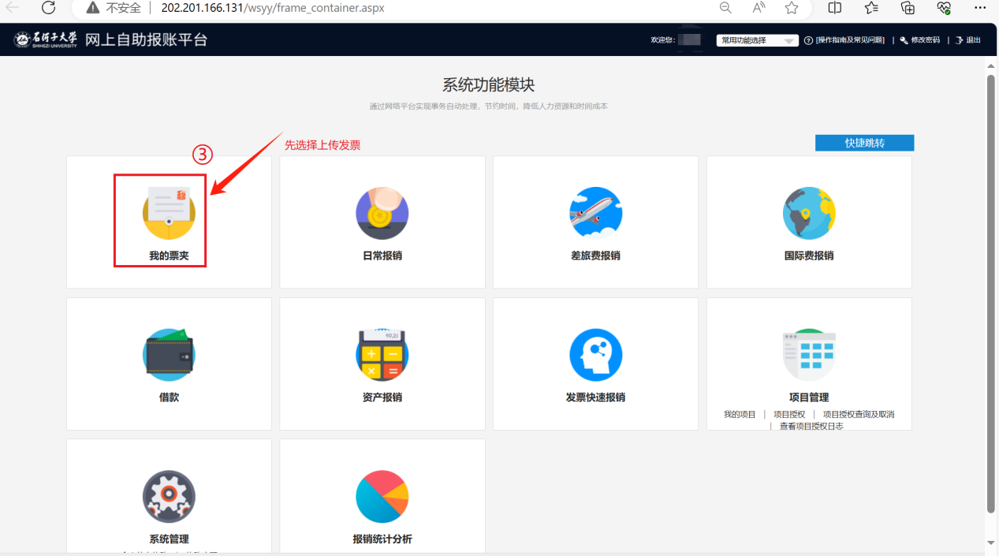 不安全 202.201.166.131/wsyy/frame_container.aspx
石河子大学 SHIHEZI UNIVERSITY 网上自助报账平台 欢迎您: 常用功能选择 [操作指南及常见问题] | 修改密码 | 退出
系统功能模块
通过网络平台实现事务自动处理，节约时间，降低人力资源和时间成本
③ 先选择上传发票 快捷跳转
我的票夹 日常报销 差旅费报销 国际费报销
借款 资产报销 发票快速报销 项目管理
我的项目 | 项目授权 | 项目授权查询及取消
| 查看项目授权日志
系统管理 报销统计分析